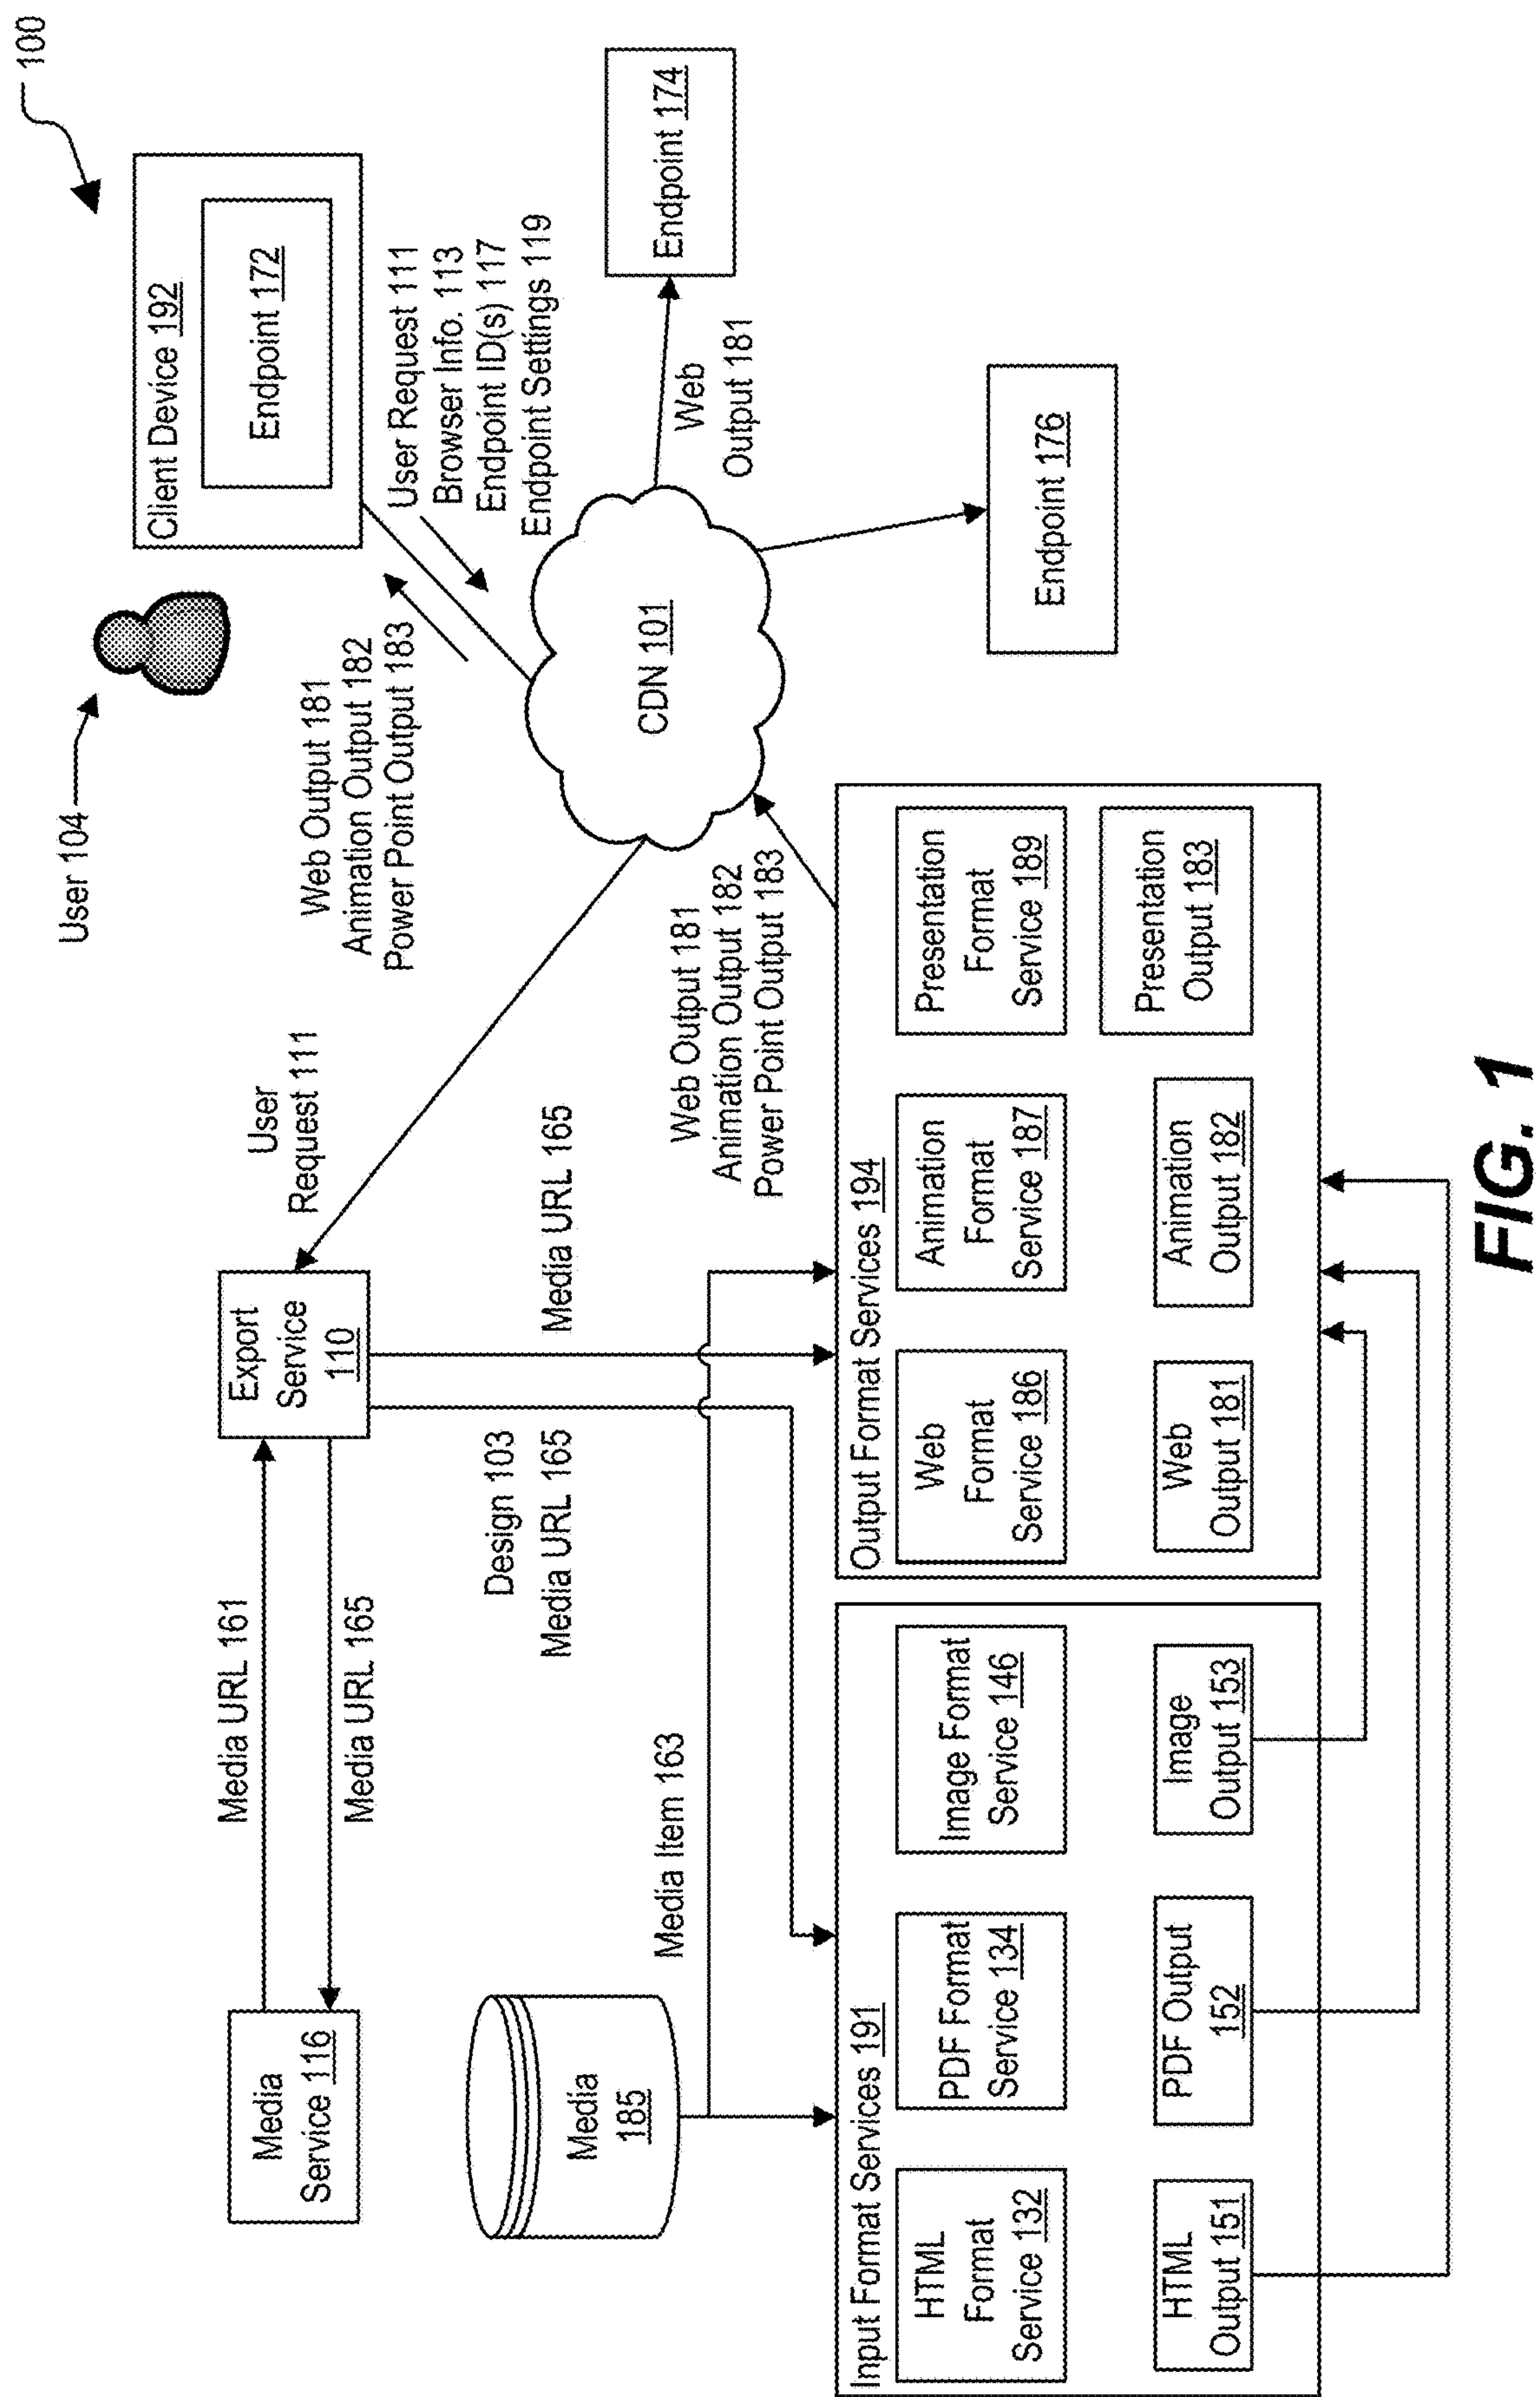 100
User 104
Client Device 192
Endpoint 172
Web Output 181
Animation Output 182
Power Point Output 183
User Request 111
Browser Info. 113
Endpoint ID(s) 117
Endpoint Settings 119
Endpoint 174
Web
Output 181
CDN 101
Endpoint 176
User
Request 111
Export
Service
110
Media URL 161
Media URL 165
Media
Service 116
Design 103
Media URL 165
Media URL 165
Web Output 181
Animation Output 182
Power Point Output 183
Media
185
Media Item 163
Input Format Services 191
HTML
Format
Service 132
PDF Format
Service 134
Image Format
Service 146
HTML
Output 151
PDF Output
152
Image
Output 153
Output Format Services 194
Web
Format
Service 186
Animation
Format
Service 187
Presentation
Format
Service 189
Web
Output 181
Animation
Output 182
Presentation
Output 183
FIG. 1